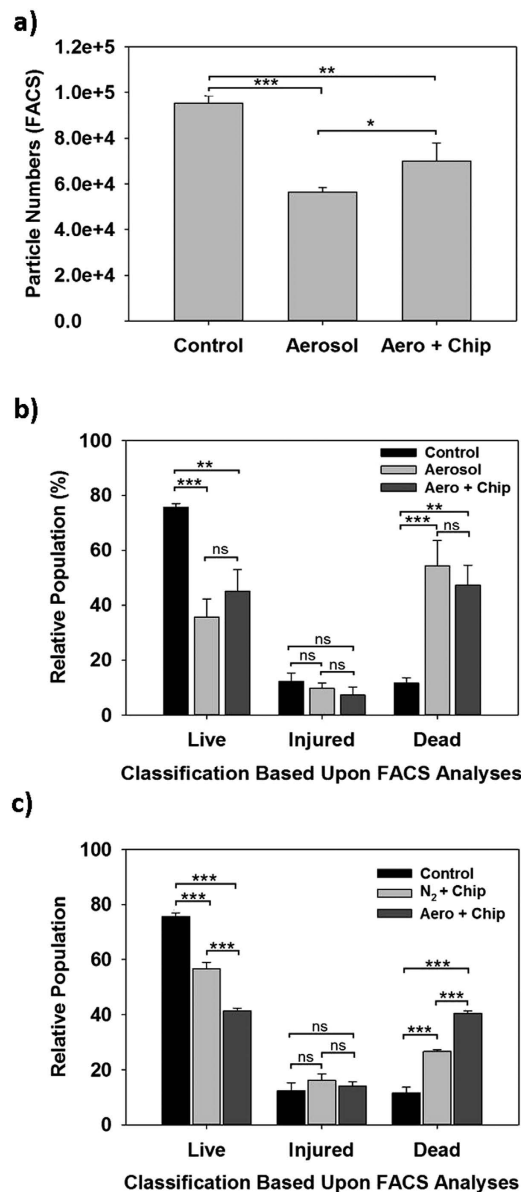 a)
Particle Numbers (FACS)
1.2e+5
1.0e+5
8.0e+4
6.0e+4
4.0e+4
2.0e+4
0.0
**
***
*
Control
Aerosol
Aero + Chip
b)
Relative Population (%)
100
80
60
40
20
0
Control
Aerosol
Aero + Chip
**
***
ns
ns
ns
ns
**
***
ns
Live
Injured
Dead
Classification Based Upon FACS Analyses
c)
Relative Population
100
80
60
40
20
0
Control
N₂ + Chip
Aero + Chip
***
***
***
ns
ns
ns
***
***
***
Live
Injured
Dead
Classification Based Upon FACS Analyses